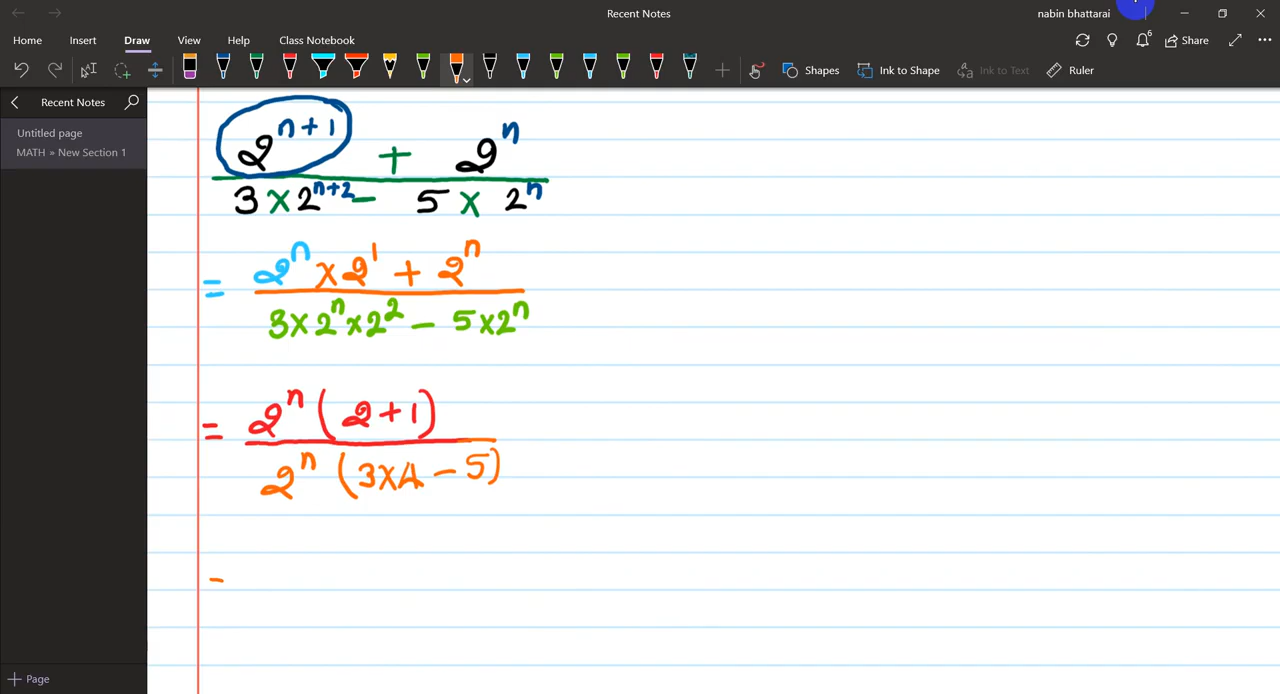 Recent Notes
nabin bhattarai
Home Insert Draw View Help Class Notebook
6 Share
Shapes Ink to Shape Ink to Text Ruler
Recent Notes
Untitled page
MATH » New Section 1
2^{n+1} + 2^n
3 × 2^{n+2} - 5 × 2^n
= 2^n × 2^1 + 2^n
3 × 2^n × 2^2 - 5 × 2^n
= 2^n (2 + 1)
2^n (3 × 4 - 5)
-
+ Page